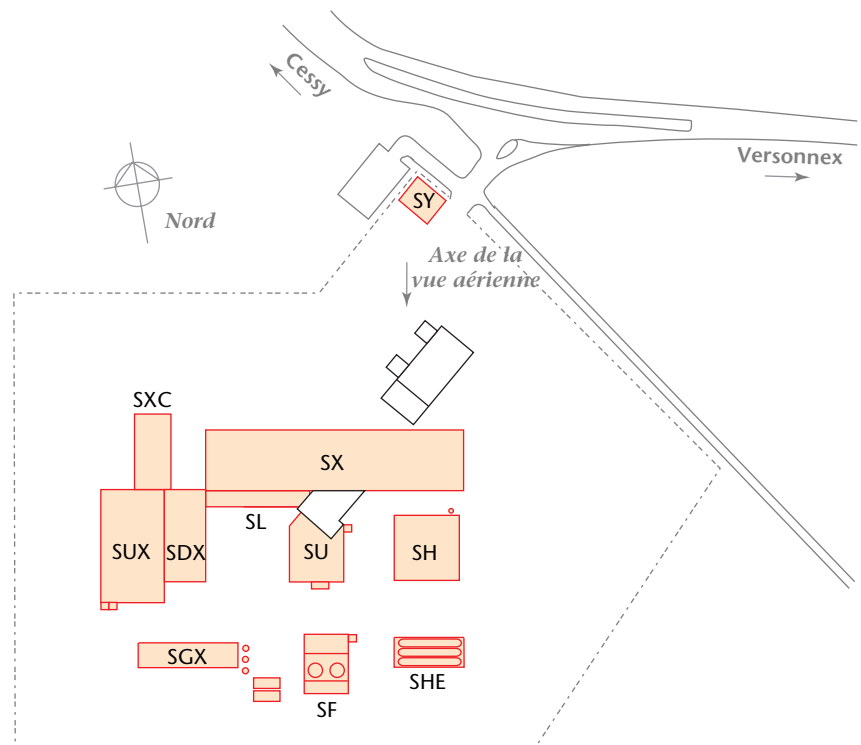 Cessy
Versonnex
SY
Nord
Axe de la
vue aérienne
SXC
SX
SL
SUX
SDX
SU
SH
SGX
SHE
SF